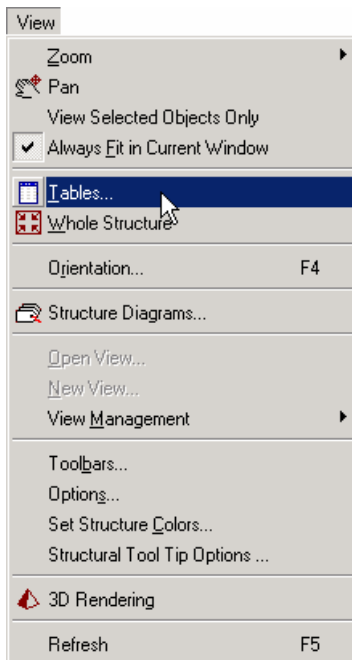 View
Zoom
Pan
View Selected Objects Only
Always Fit in Current Window
Tables...
Whole Structure
Orientation... F4
Structure Diagrams...
Open View...
New View...
View Management
Toolbars...
Options...
Set Structure Colors...
Structural Tool Tip Options ...
3D Rendering
Refresh F5